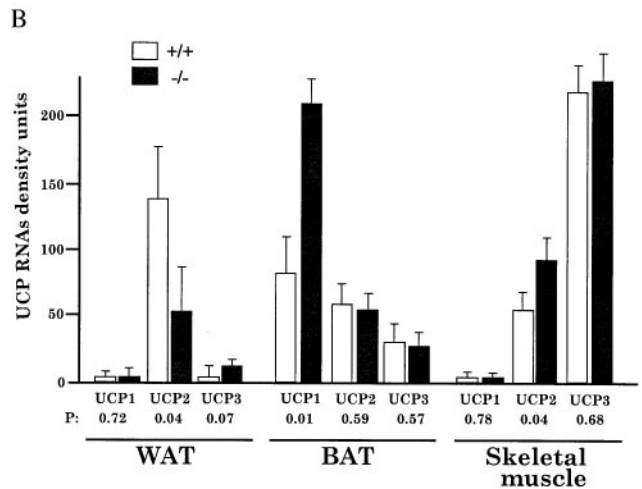 B
+/+
-/-
UCP RNAs density units
200
150
100
50
0
UCP1 UCP2 UCP3 UCP1 UCP2 UCP3 UCP1 UCP2 UCP3
P: 0.72 0.04 0.07 0.01 0.59 0.57 0.78 0.04 0.68
WAT BAT Skeletal
muscle